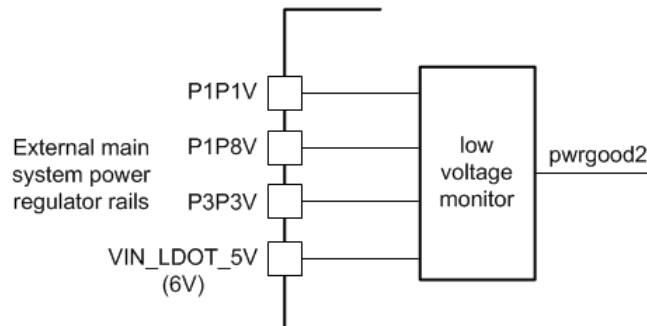 P1P1V
P1P8V
External main
system power
regulator rails
P3P3V
VIN_LDOT_5V
(6V)
low
voltage
monitor
pwrgood2